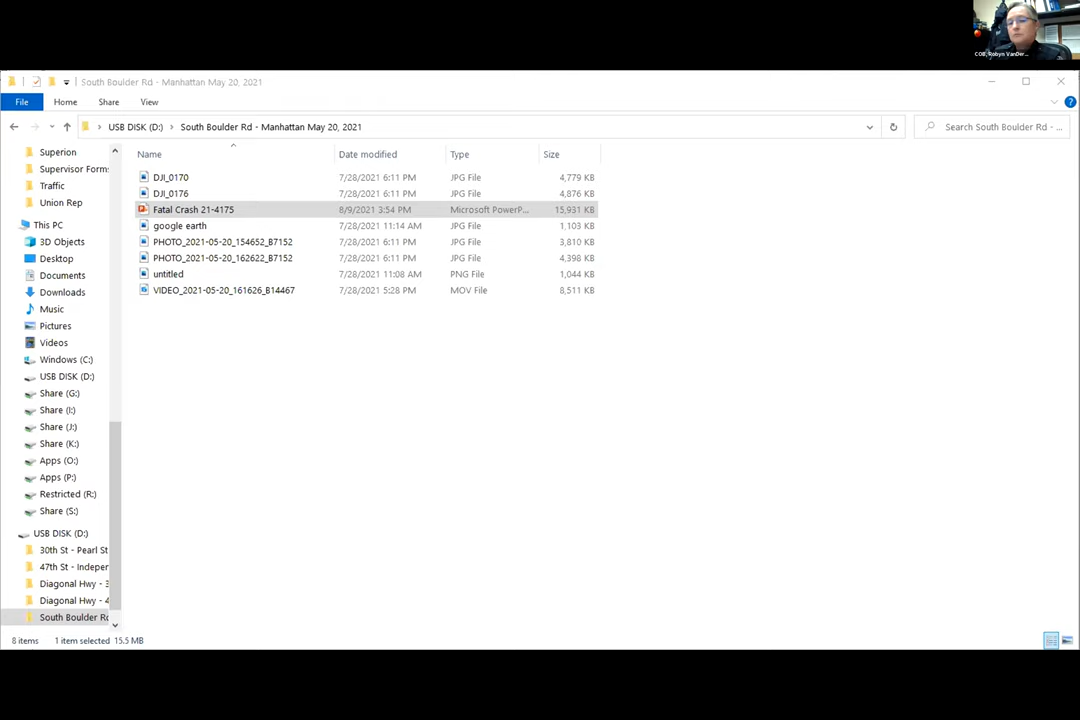 COB, Robyn VanDer...
South Boulder Rd - Manhattan May 20, 2021
File Home Share View
USB DISK (D:) South Boulder Rd - Manhattan May 20, 2021 Search South Boulder Rd - ...
Name Date modified Type Size
DJI_0170 7/28/2021 6:11 PM JPG File 4,779 KB
DJI_0176 7/28/2021 6:11 PM JPG File 4,876 KB
Fatal Crash 21-4175 8/9/2021 3:54 PM Microsoft PowerP... 15,931 KB
google earth 7/28/2021 11:14 AM JPG File 1,103 KB
PHOTO_2021-05-20_154652_B7152 7/28/2021 6:11 PM JPG File 3,810 KB
PHOTO_2021-05-20_162622_B7152 7/28/2021 6:11 PM JPG File 4,398 KB
untitled 7/28/2021 11:08 AM PNG File 1,044 KB
VIDEO_2021-05-20_161626_B14467 7/28/2021 5:28 PM MOV File 8,511 KB
Superion
Supervisor Forms
Traffic
Union Rep
This PC
3D Objects
Desktop
Documents
Downloads
Music
Pictures
Videos
Windows (C:)
USB DISK (D:)
Share (G:)
Share (I:)
Share (J:)
Share (K:)
Apps (O:)
Apps (P:)
Restricted (R:)
Share (S:)
USB DISK (D:)
30th St - Pearl St
47th St - Indepen
Diagonal Hwy - 3
Diagonal Hwy - 4
South Boulder Rd
8 items 1 item selected 15.5 MB